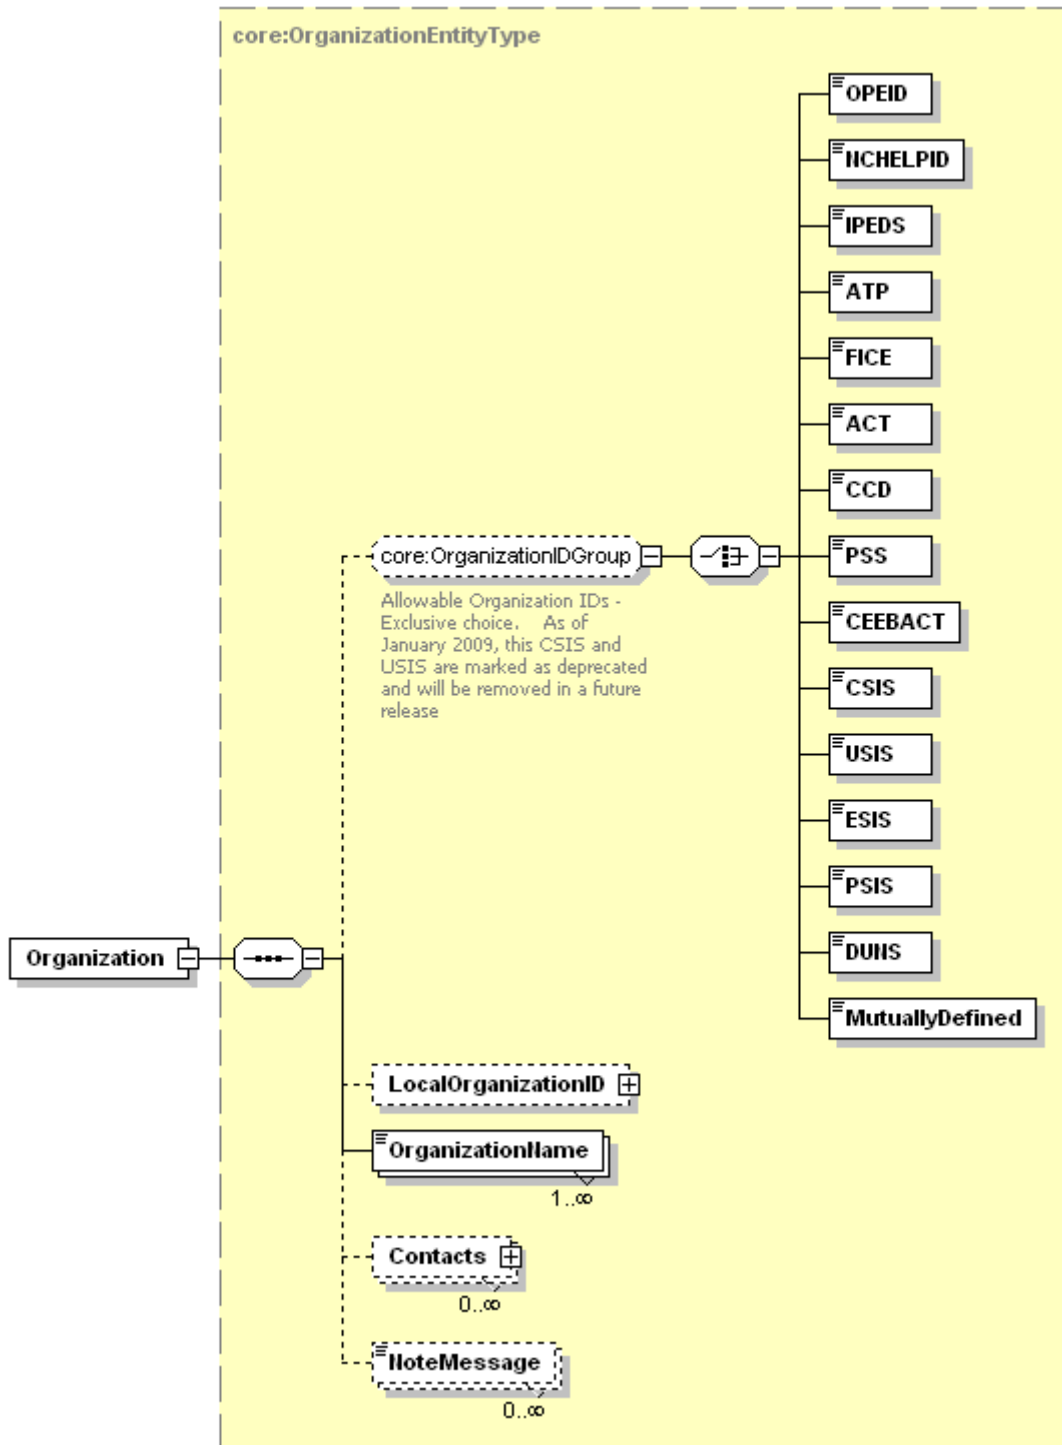 core:OrganizationEntityType
OPEID
NCHELPID
IPEDS
ATP
FICE
ACT
CCD
core:OrganizationIDGroup
PSS
Allowable Organization IDs -
Exclusive choice.    As of
January 2009, this CSIS and
USIS are marked as deprecated
and will be removed in a future
release
CEEBACT
CSIS
USIS
ESIS
PSIS
DUNS
Organization
MutuallyDefined
LocalOrganizationID
OrganizationName
1..∞
Contacts
0..∞
NoteMessage
0..∞